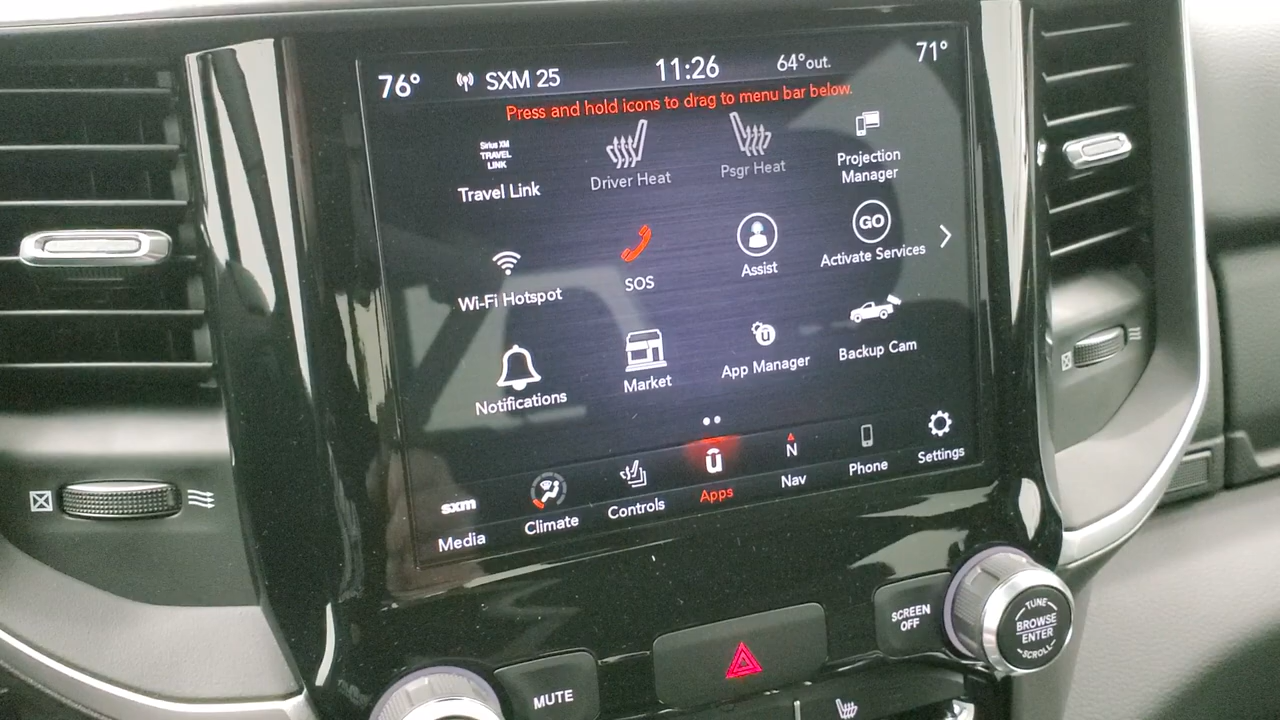 76° SXM 25 11:26 64°out. 71°
Press and hold icons to drag to menu bar below.
Sirius XM
TRAVEL
LINK
Travel Link
Driver Heat
Psgr Heat
Projection
Manager
Wi-Fi Hotspot
SOS
Assist
GO
Activate Services
Notifications
Market
û
App Manager
Backup Cam
sxm
Media
Climate
Controls
û
Apps
N
Nav
Phone
Settings
MUTE
SCREEN
OFF
TUNE
BROWSE
ENTER
SCROLL